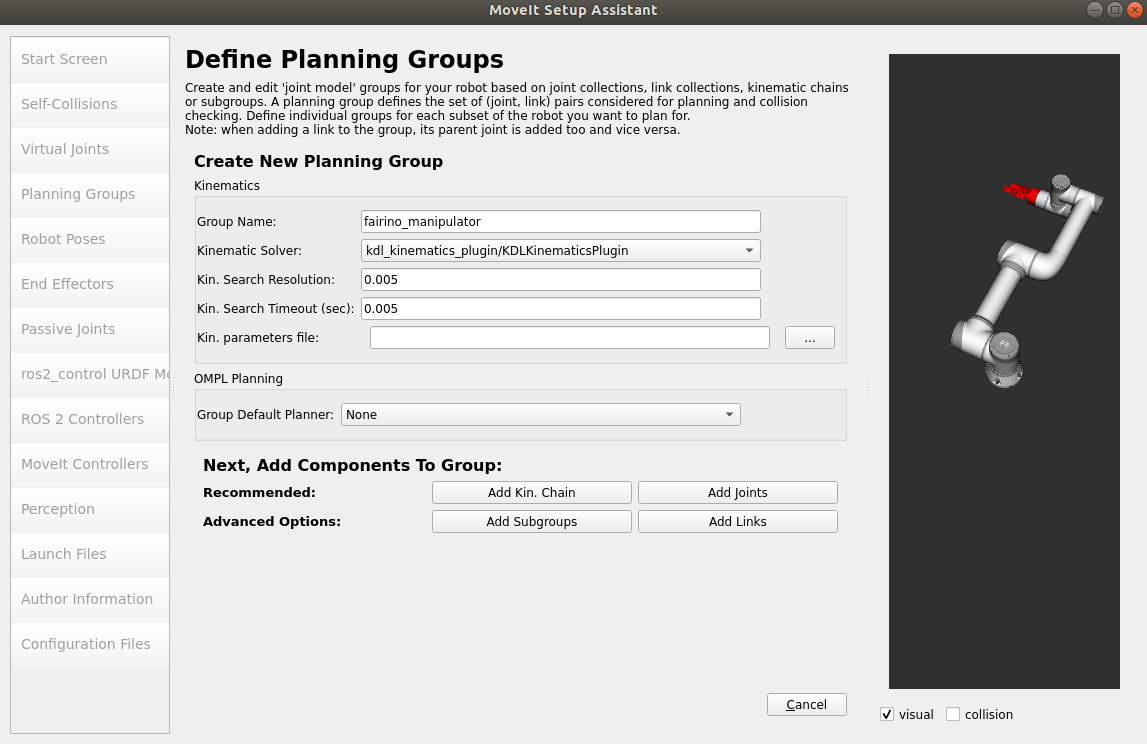 MoveIt Setup Assistant
Start Screen
Self-Collisions
Virtual Joints
Planning Groups
Robot Poses
End Effectors
Passive Joints
ros2_control URDF Mo
ROS 2 Controllers
MoveIt Controllers
Perception
Launch Files
Author Information
Configuration Files
Define Planning Groups
Create and edit 'joint model' groups for your robot based on joint collections, link collections, kinematic chains
or subgroups. A planning group defines the set of (joint, link) pairs considered for planning and collision
checking. Define individual groups for each subset of the robot you want to plan for.
Note: when adding a link to the group, its parent joint is added too and vice versa.
Create New Planning Group
Kinematics
Group Name: fairino_manipulator
Kinematic Solver: kdl_kinematics_plugin/KDLKinematicsPlugin
Kin. Search Resolution: 0.005
Kin. Search Timeout (sec): 0.005
Kin. parameters file: ...
OMPL Planning
Group Default Planner: None
Next, Add Components To Group:
Recommended: Add Kin. Chain Add Joints
Advanced Options: Add Subgroups Add Links
Cancel
visual collision